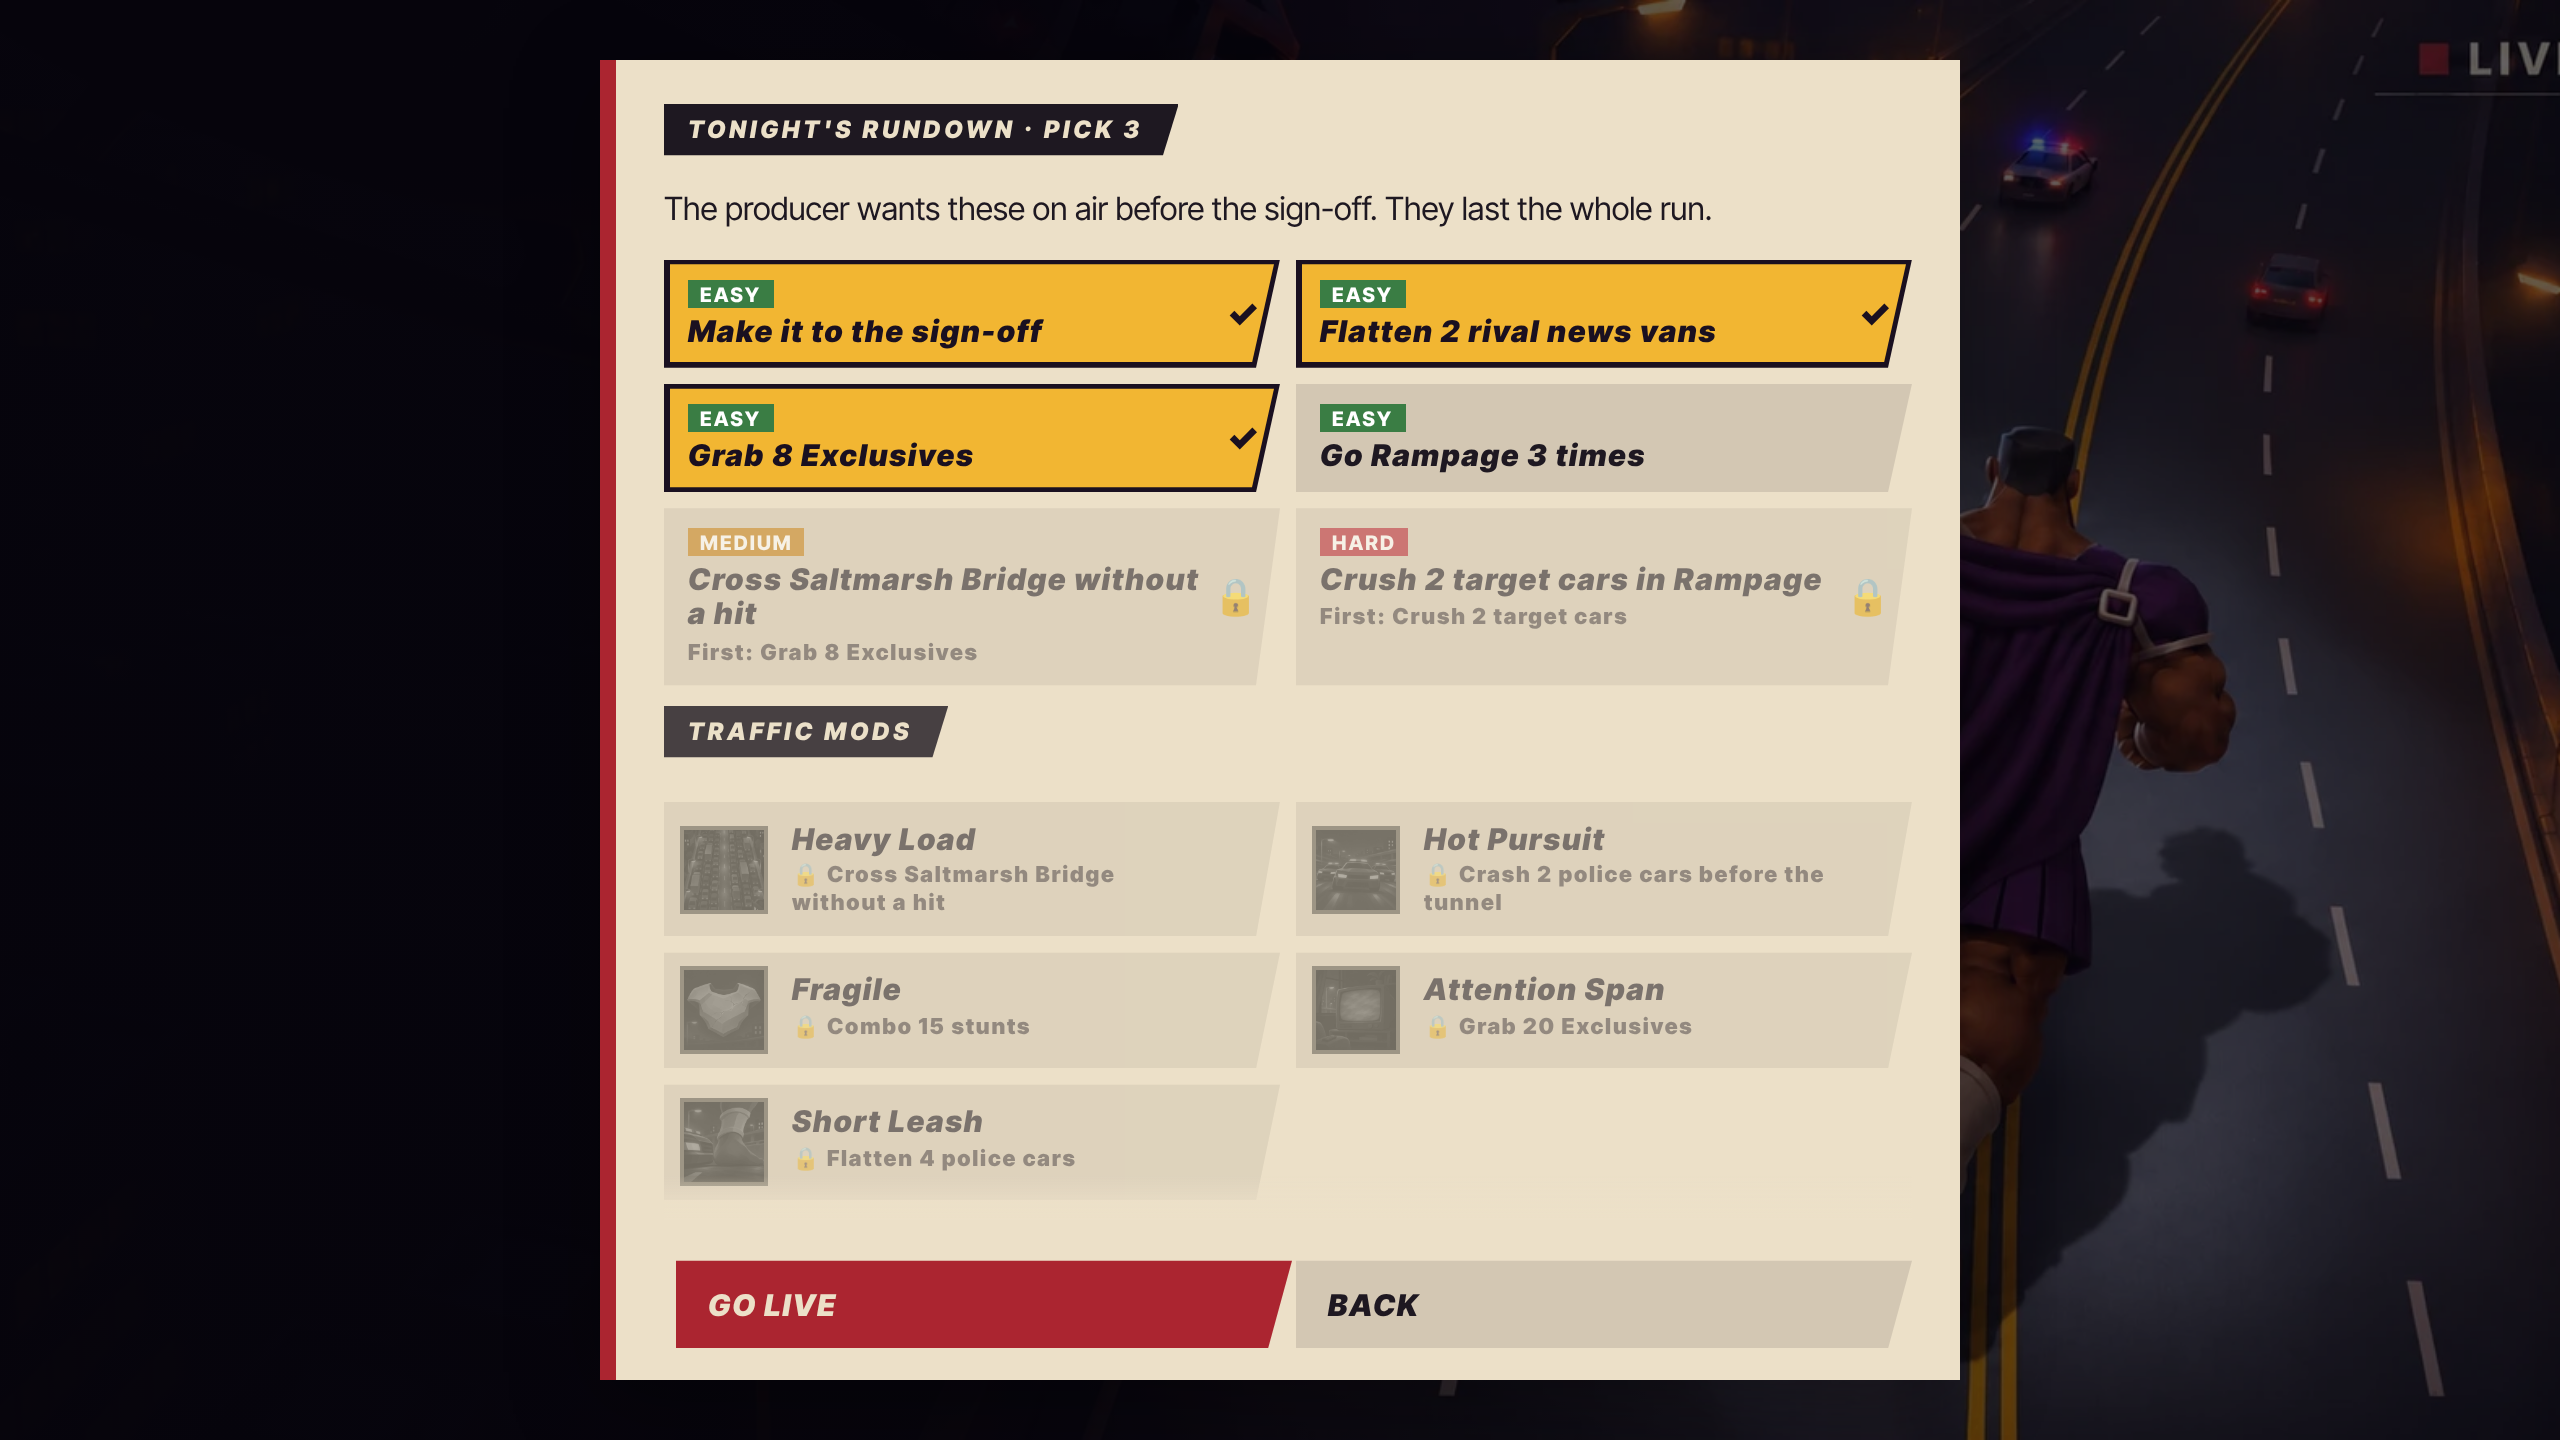 LIV
TONIGHT'S RUNDOWN · PICK 3
The producer wants these on air before the sign-off. They last the whole run.
EASY
Make it to the sign-off
EASY
Flatten 2 rival news vans
EASY
Grab 8 Exclusives
EASY
Go Rampage 3 times
MEDIUM
Cross Saltmarsh Bridge without
a hit
First: Grab 8 Exclusives
HARD
Crush 2 target cars in Rampage
First: Crush 2 target cars
TRAFFIC MODS
Heavy Load
🔒 Cross Saltmarsh Bridge
without a hit
Hot Pursuit
🔒 Crash 2 police cars before the
tunnel
Fragile
🔒 Combo 15 stunts
Attention Span
🔒 Grab 20 Exclusives
Short Leash
🔒 Flatten 4 police cars
GO LIVE
BACK